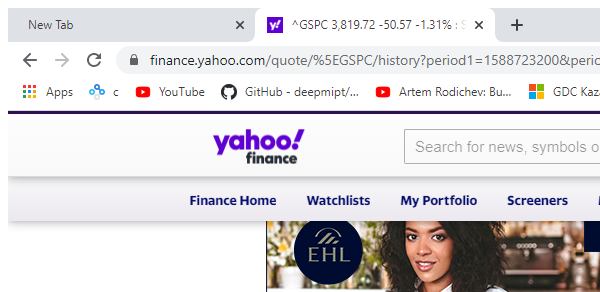 New Tab
^GSPC 3,819.72 -50.57 -1.31% :
finance.yahoo.com/quote/%5EGSPC/history?period1=1588723200&peri
Apps c YouTube GitHub - deepmipt/... Artem Rodichev: Bu... GDC Kaz
yahoo!
finance
Search for news, symbols o
Finance Home Watchlists My Portfolio Screeners
EHL